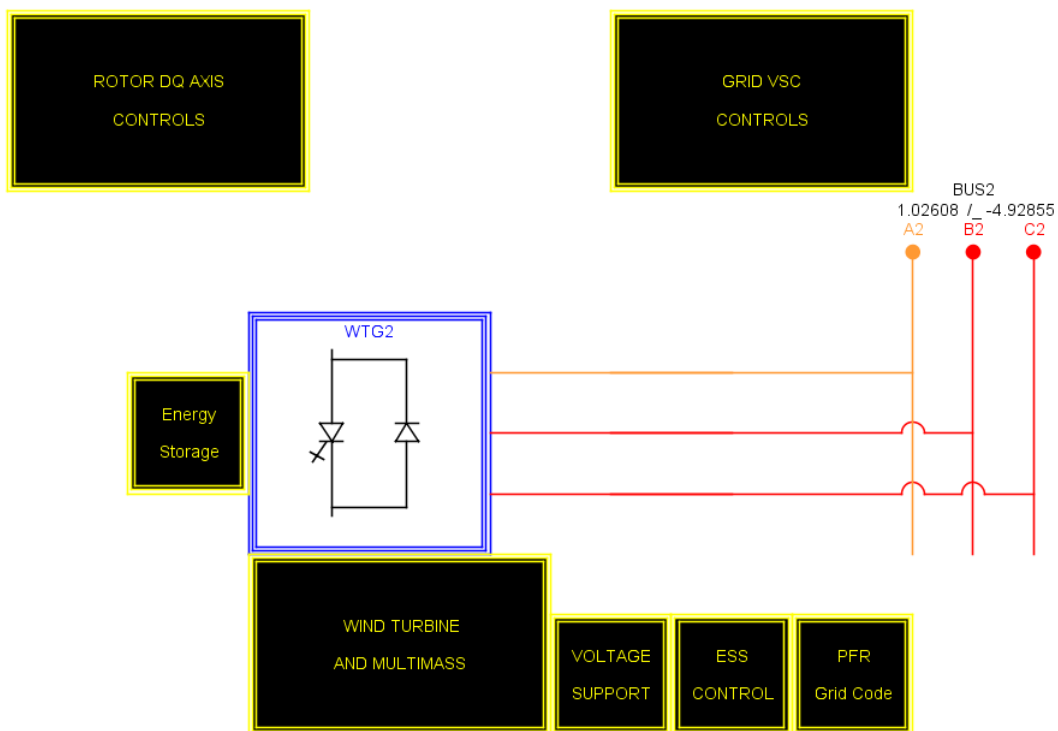 ROTOR DQ AXIS
CONTROLS
GRID VSC
CONTROLS
BUS2
1.02608 /_ -4.92855
A2 B2 C2
WTG2
Energy
Storage
WIND TURBINE
AND MULTIMASS
VOLTAGE
SUPPORT
ESS
CONTROL
PFR
Grid Code